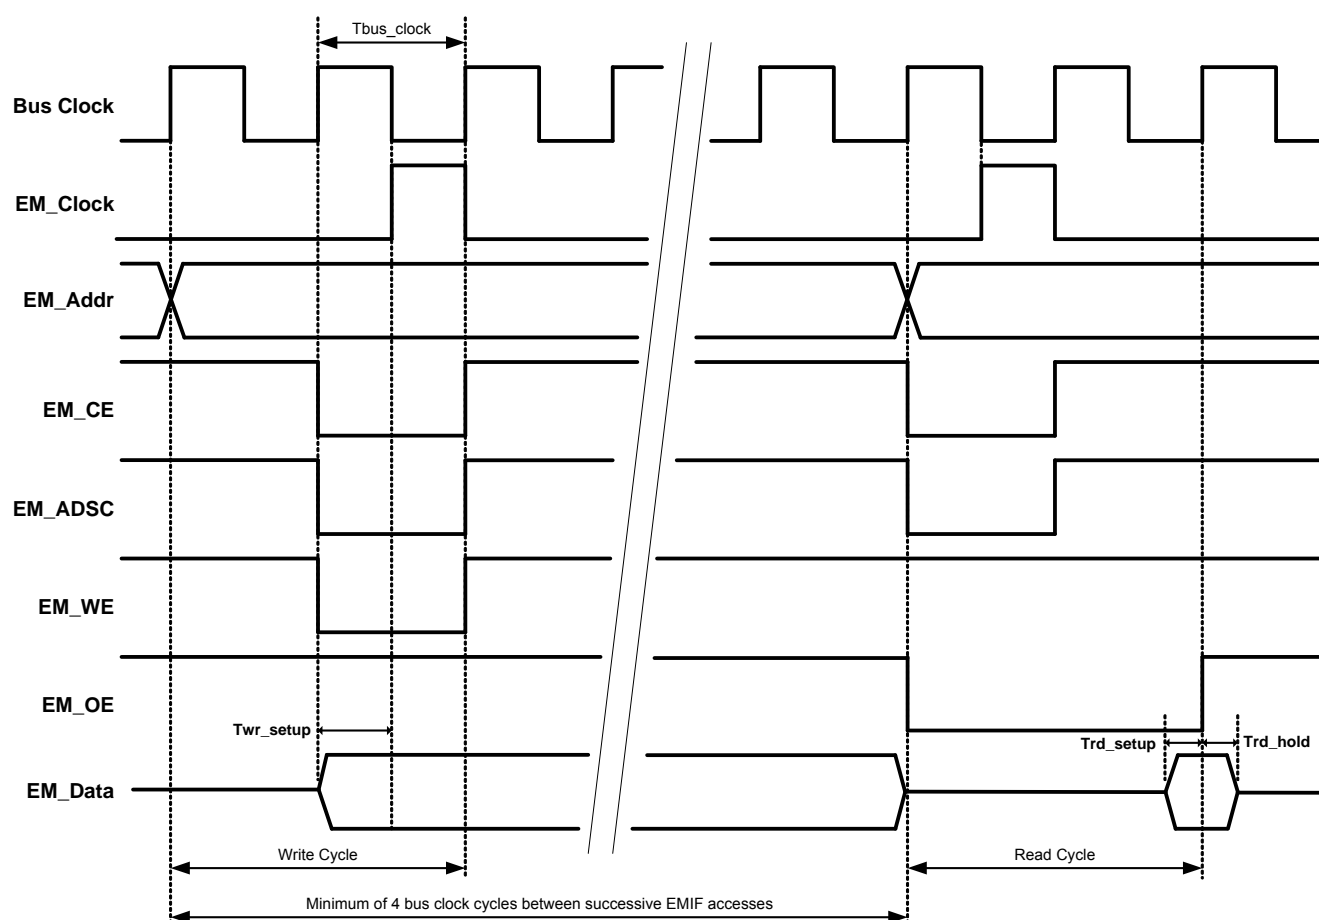 Tbus_clock
Bus Clock
EM_Clock
EM_Addr
EM_CE
EM_ADSC
EM_WE
EM_OE
Twr_setup
Trd_setup
Trd_hold
EM_Data
Write Cycle
Read Cycle
Minimum of 4 bus clock cycles between successive EMIF accesses